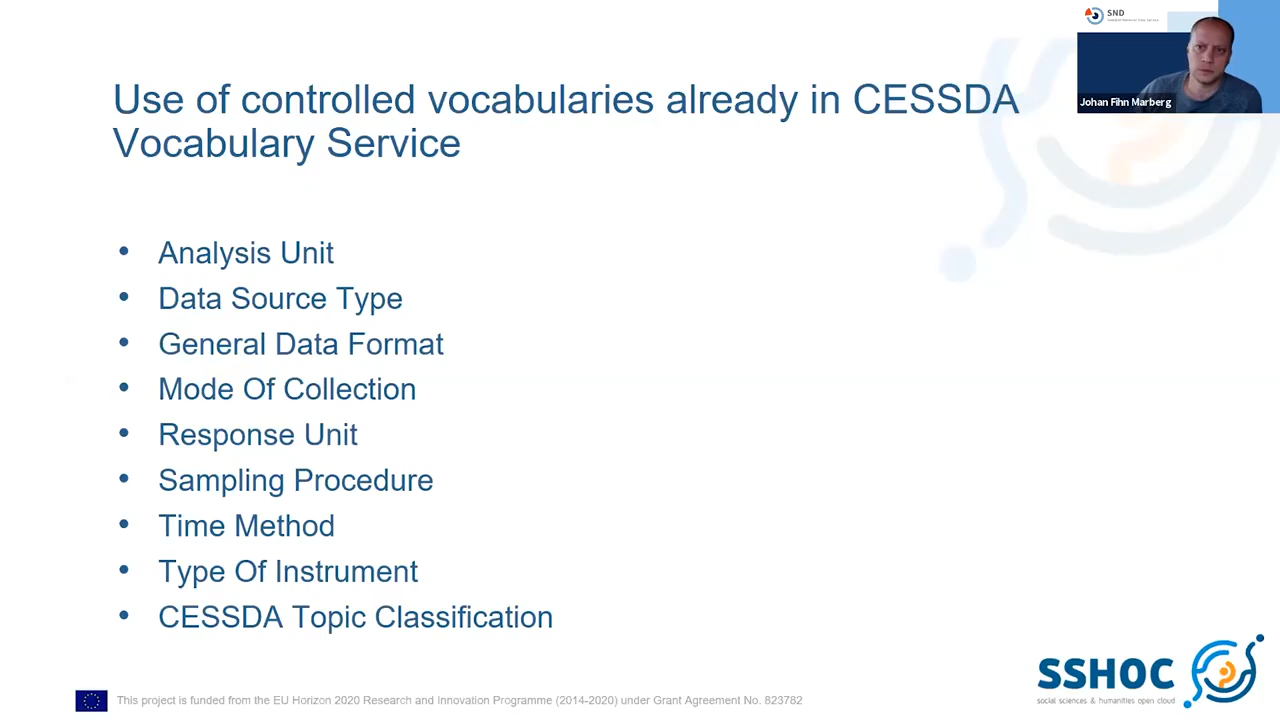 SND
Johan Fihn Marberg
Use of controlled vocabularies already in CESSDA
Vocabulary Service
• Analysis Unit
• Data Source Type
• General Data Format
• Mode Of Collection
• Response Unit
• Sampling Procedure
• Time Method
• Type Of Instrument
• CESSDA Topic Classification
SSHOC
social sciences & humanities open cloud
This project is funded from the EU Horizon 2020 Research and Innovation Programme (2014-2020) under Grant Agreement No. 823782